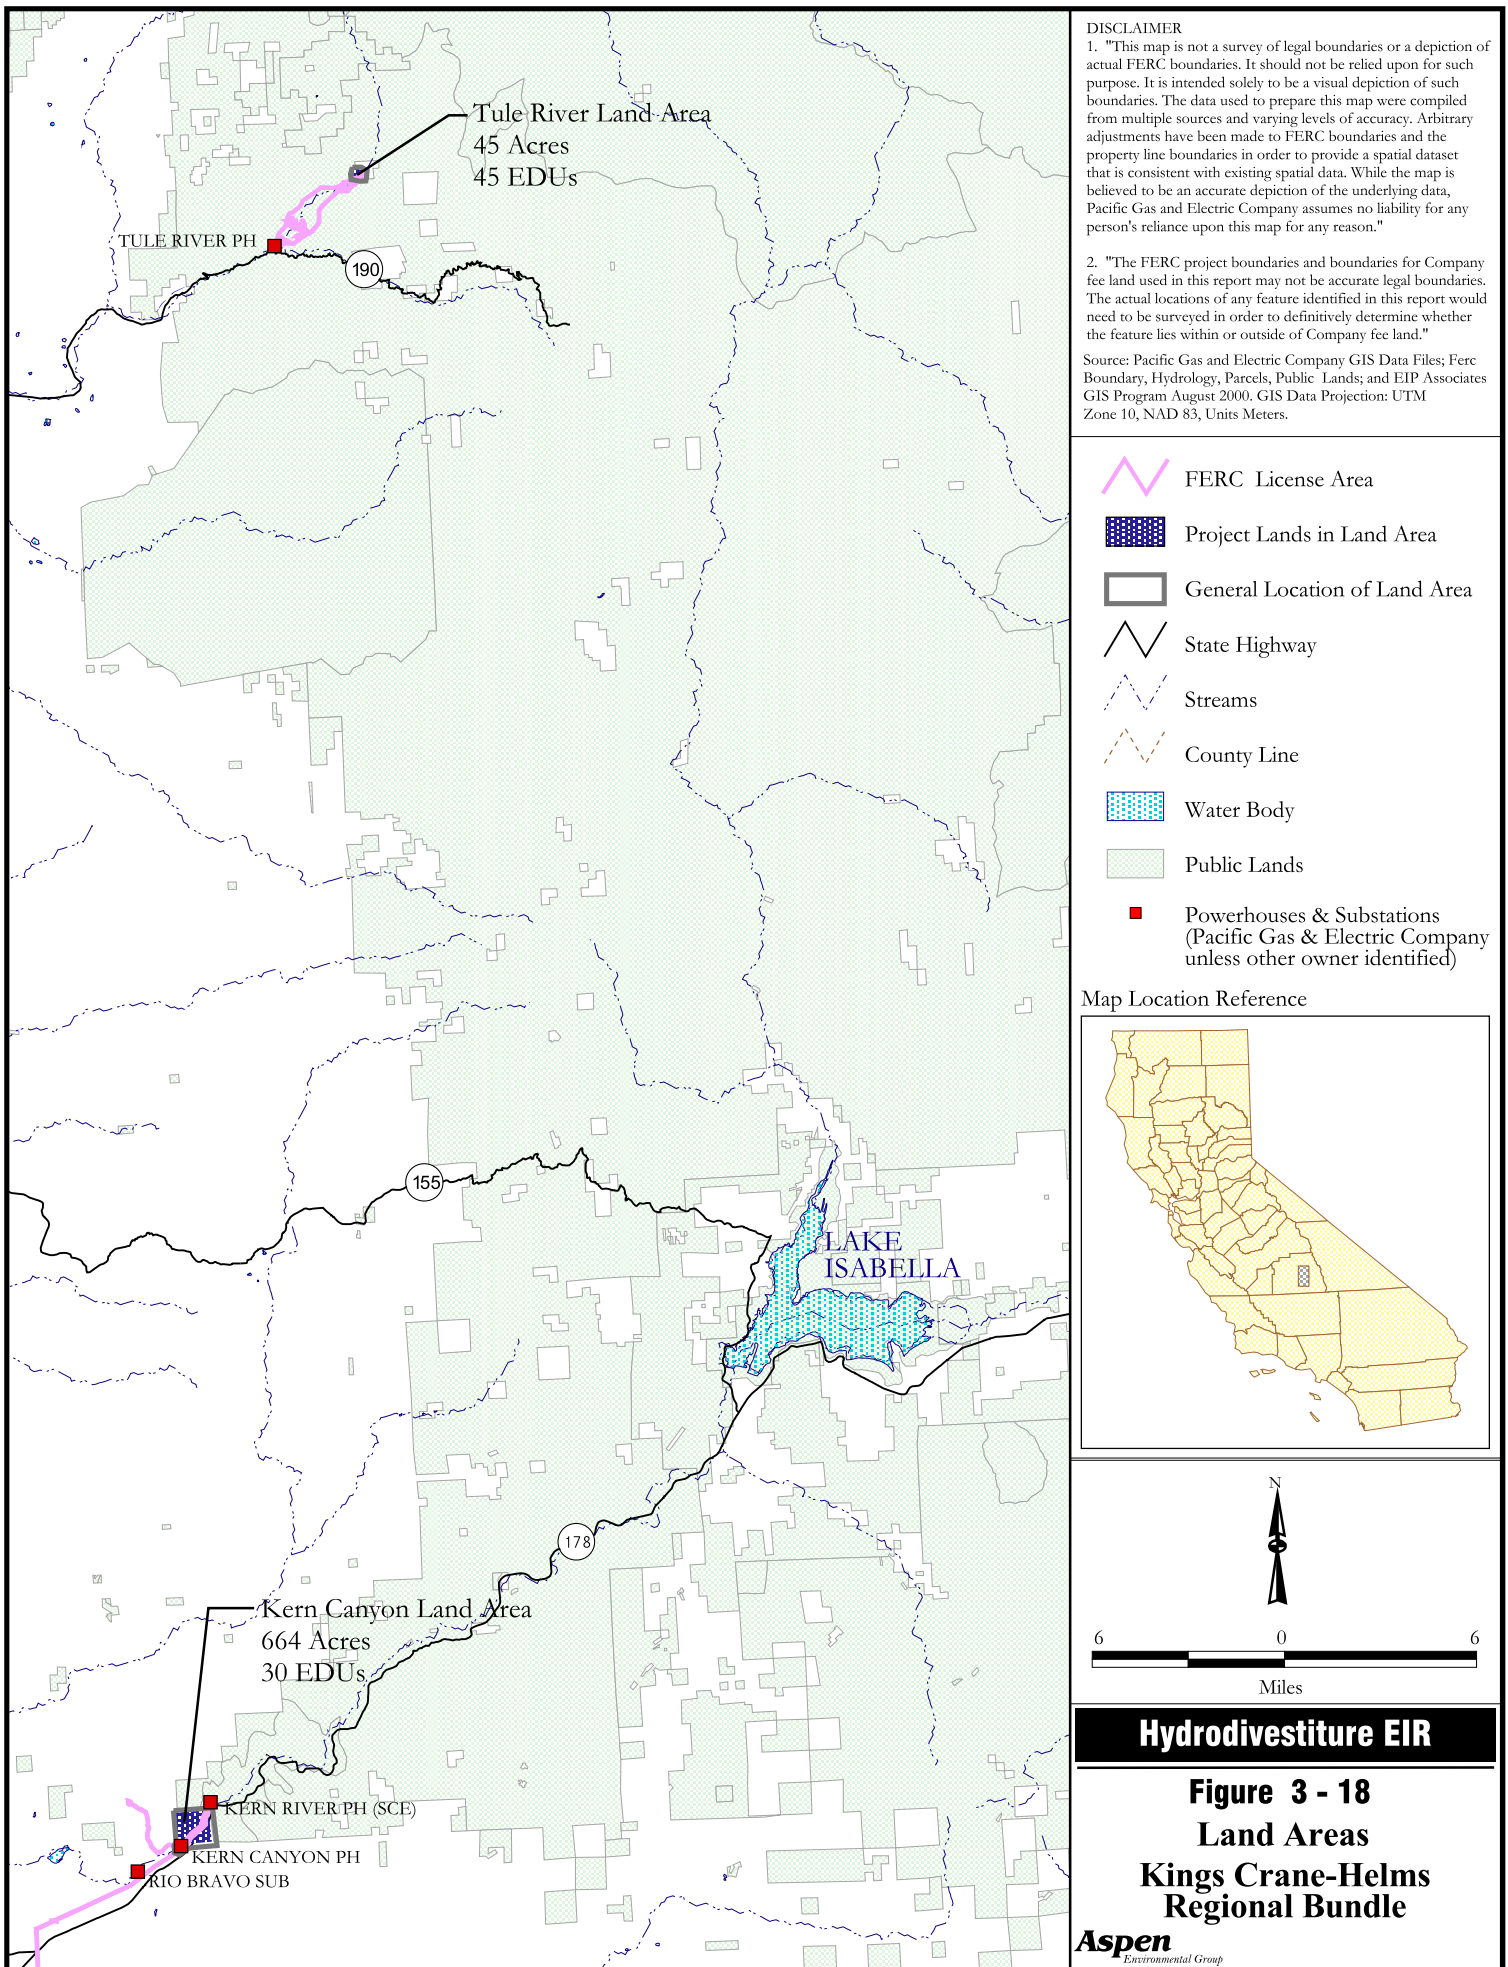 Tule River Land Area
45 Acres
45 EDUs
TULE RIVER PH
190
155
LAKE
ISABELLA
178
Kern Canyon Land Area
664 Acres
30 EDUs
KERN RIVER PH (SCE)
KERN CANYON PH
RIO BRAVO SUB
DISCLAIMER
1. "This map is not a survey of legal boundaries or a depiction of
actual FERC boundaries. It should not be relied upon for such
purpose. It is intended solely to be a visual depiction of such
boundaries. The data used to prepare this map were compiled
from multiple sources and varying levels of accuracy. Arbitrary
adjustments have been made to FERC boundaries and the
property line boundaries in order to provide a spatial dataset
that is consistent with existing spatial data. While the map is
believed to be an accurate depiction of the underlying data,
Pacific Gas and Electric Company assumes no liability for any
person's reliance upon this map for any reason."
2. "The FERC project boundaries and boundaries for Company
fee land used in this report may not be accurate legal boundaries.
The actual locations of any feature identified in this report would
need to be surveyed in order to definitively determine whether
the feature lies within or outside of Company fee land."
Source: Pacific Gas and Electric Company GIS Data Files; Ferc
Boundary, Hydrology, Parcels, Public Lands; and EIP Associates
GIS Program August 2000. GIS Data Projection: UTM
Zone 10, NAD 83, Units Meters.
FERC License Area
Project Lands in Land Area
General Location of Land Area
State Highway
Streams
County Line
Water Body
Public Lands
Powerhouses & Substations
(Pacific Gas & Electric Company
unless other owner identified)
Map Location Reference
N
6 0 6
Miles
Hydrodivestiture EIR
Figure 3 - 18
Land Areas
Kings Crane-Helms
Regional Bundle
Aspen
Environmental Group